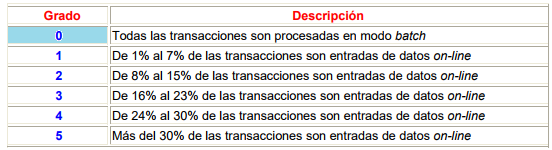 Grado Descripción
0 Todas las transacciones son procesadas en modo batch
1 De 1% al 7% de las transacciones son entradas de datos on-line
2 De 8% al 15% de las transacciones son entradas de datos on-line
3 De 16% al 23% de las transacciones son entradas de datos on-line
4 De 24% al 30% de las transacciones son entradas de datos on-line
5 Más del 30% de las transacciones son entradas de datos on-line